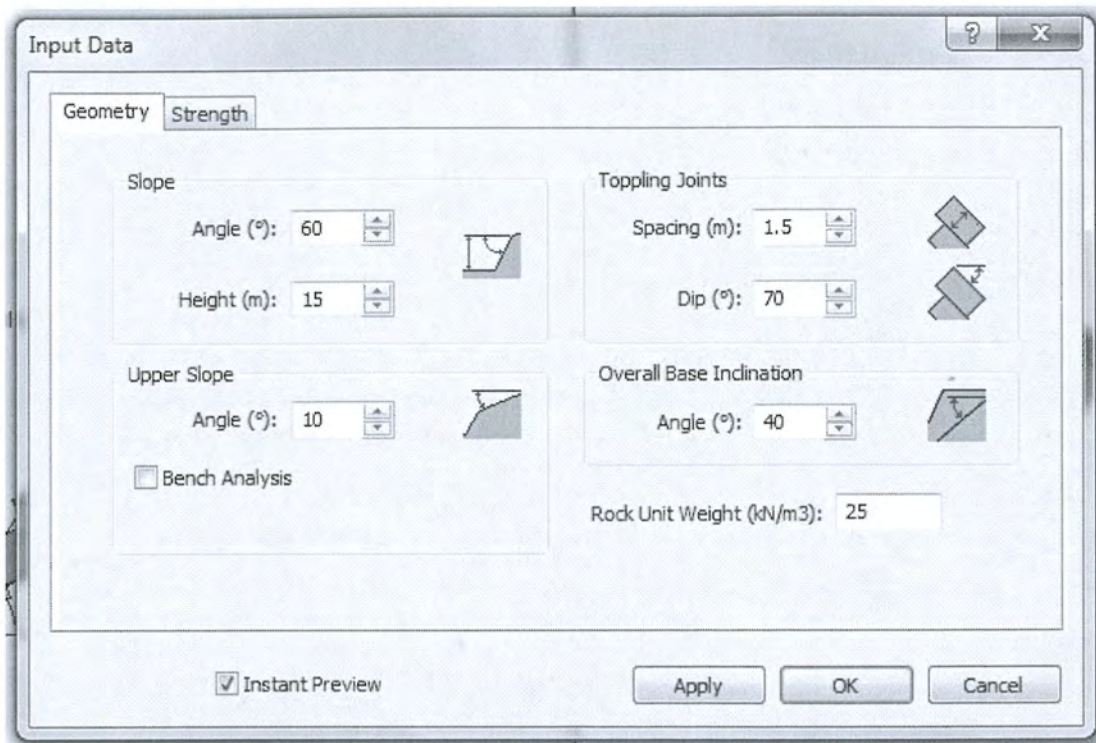 Input Data
Geometry
Strength
Slope
Angle (°): 60
Height (m): 15
Toppling Joints
Spacing (m): 1.5
Dip (°): 70
Upper Slope
Angle (°): 10
Bench Analysis
Overall Base Inclination
Angle (°): 40
Rock Unit Weight (kN/m3): 25
Instant Preview
Apply
OK
Cancel